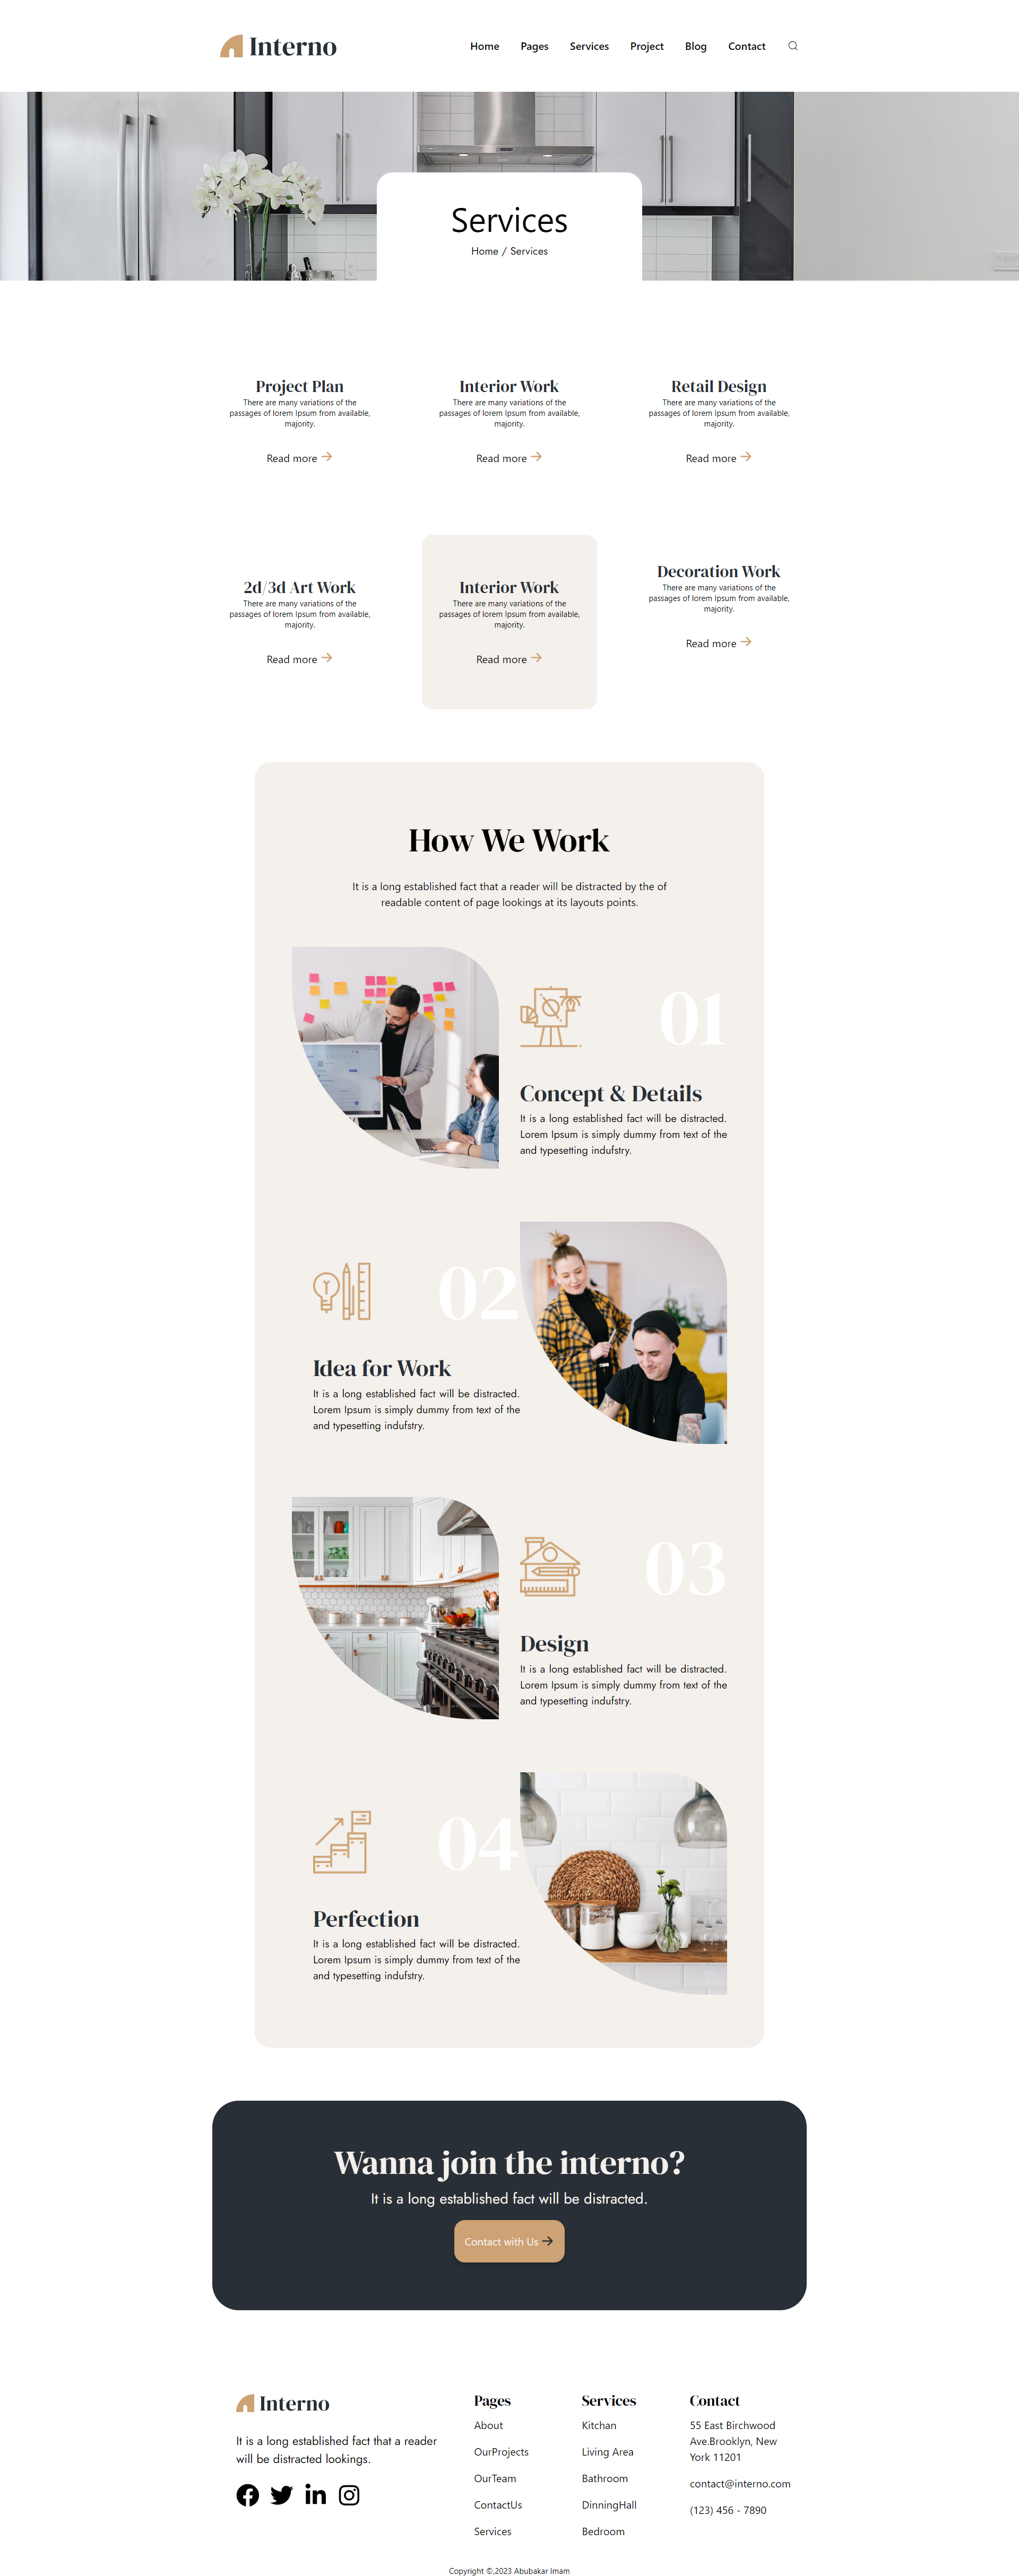 Interno
Home Pages Services Project Blog Contact
Services
Home / Services
Project Plan
There are many variations of the
passages of lorem Ipsum from available,
majority.
Read more
Interior Work
There are many variations of the
passages of lorem Ipsum from available,
majority.
Read more
Retail Design
There are many variations of the
passages of lorem Ipsum from available,
majority.
Read more
2d/3d Art Work
There are many variations of the
passages of lorem Ipsum from available,
majority.
Read more
Interior Work
There are many variations of the
passages of lorem Ipsum from available,
majority.
Read more
Decoration Work
There are many variations of the
passages of lorem Ipsum from available,
majority.
Read more
How We Work
It is a long established fact that a reader will be distracted by the of
readable content of page lookings at its layouts points.
01
Concept & Details
It is a long established fact will be distracted.
Lorem Ipsum is simply dummy from text of the
and typesetting indufstry.
02
Idea for Work
It is a long established fact will be distracted.
Lorem Ipsum is simply dummy from text of the
and typesetting indufstry.
03
Design
It is a long established fact will be distracted.
Lorem Ipsum is simply dummy from text of the
and typesetting indufstry.
04
Perfection
It is a long established fact will be distracted.
Lorem Ipsum is simply dummy from text of the
and typesetting indufstry.
Wanna join the interno?
It is a long established fact will be distracted.
Contact with Us
Interno
It is a long established fact that a reader
will be distracted lookings.
Pages
About
OurProjects
OurTeam
ContactUs
Services
Services
Kitchan
Living Area
Bathroom
DinningHall
Bedroom
Contact
55 East Birchwood
Ave.Brooklyn, New
York 11201
contact@interno.com
(123) 456 - 7890
Copyright ©,2023 Abubakar Imam